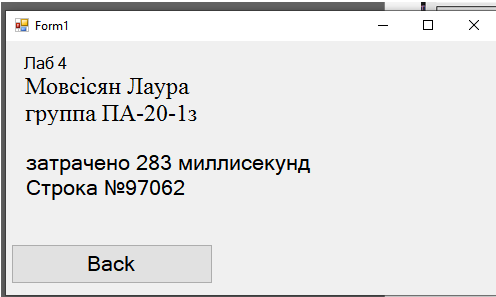 Form1
Лаб 4
Мовсісян Лаура
группа ПА-20-1з
затрачено 283 миллисекунд
Строка №97062
Back